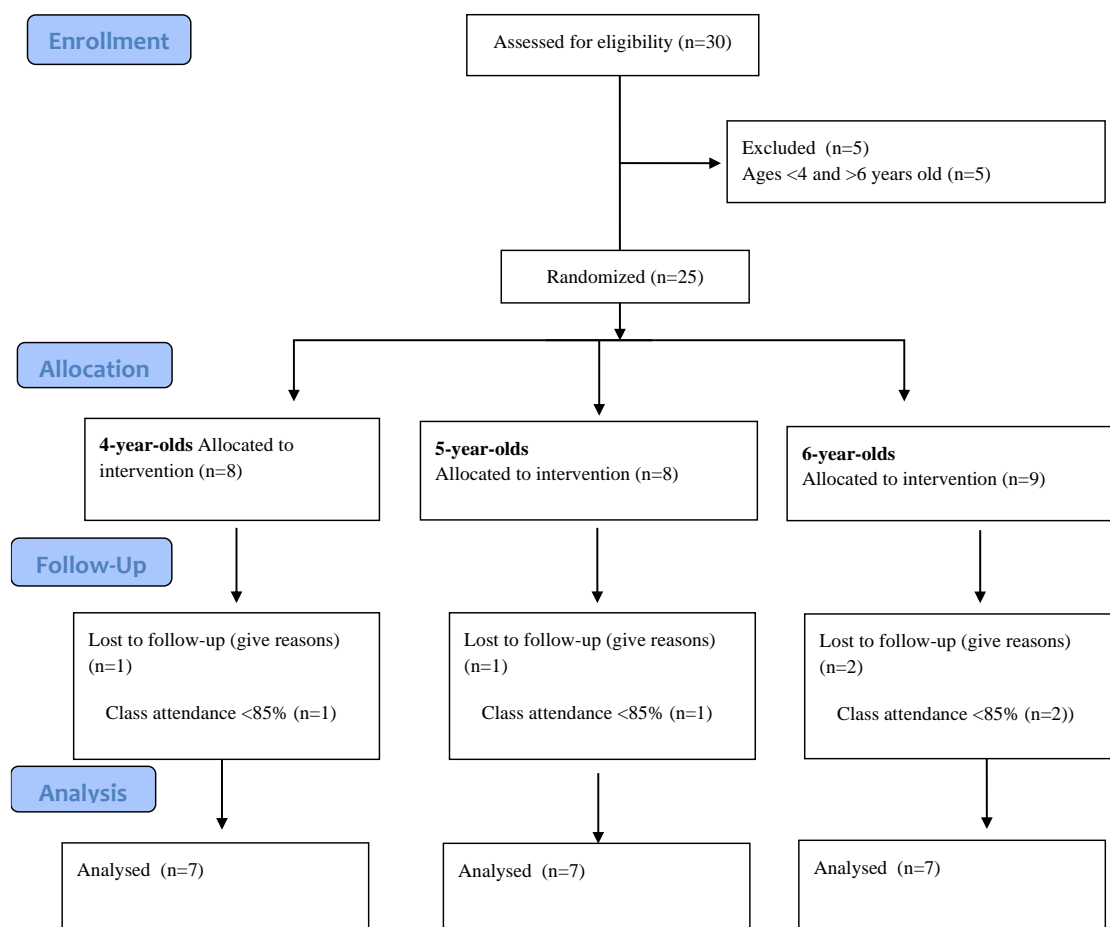 Enrollment
Assessed for eligibility (n=30)
Excluded (n=5)
Ages <4 and >6 years old (n=5)
Randomized (n=25)
Allocation
4-year-olds Allocated to
intervention (n=8)
5-year-olds
Allocated to intervention (n=8)
6-year-olds
Allocated to intervention (n=9)
Follow-Up
Lost to follow-up (give reasons)
(n=1)
Class attendance <85% (n=1)
Lost to follow-up (give reasons)
(n=1)
Class attendance <85% (n=1)
Lost to follow-up (give reasons)
(n=2)
Class attendance <85% (n=2))
Analysis
Analysed (n=7)
Analysed (n=7)
Analysed (n=7)